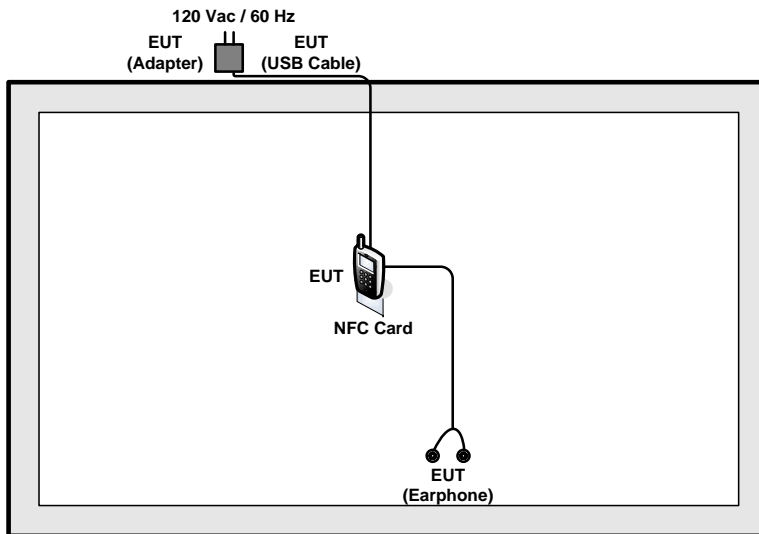 120 Vac / 60 Hz
EUT
(Adapter)
EUT
(USB Cable)
EUT
NFC Card
EUT
(Earphone)